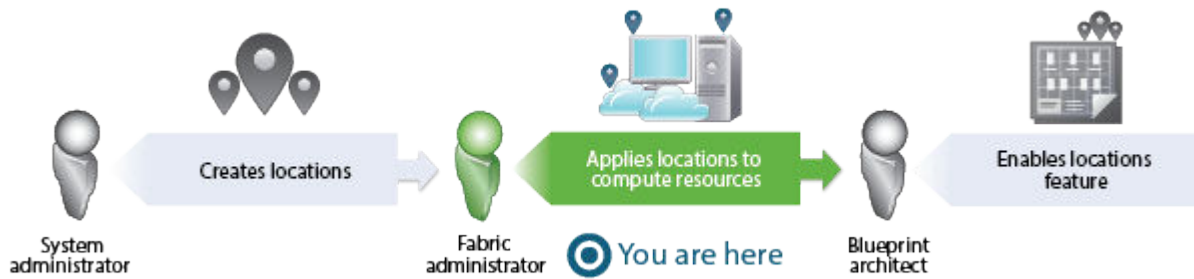 System
administrator
Creates locations
Fabric
administrator
Applies locations to
compute resources
You are here
Blueprint
architect
Enables locations
feature